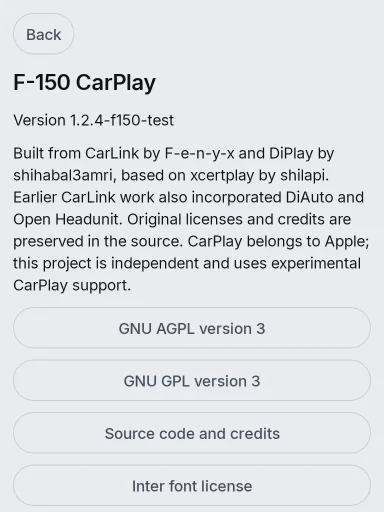 Back
F-150 CarPlay
Version 1.2.4-f150-test
Built from CarLink by F-e-n-y-x and DiPlay by
shihabal3amri, based on xcertplay by shilapi.
Earlier CarLink work also incorporated DiAuto and
Open Headunit. Original licenses and credits are
preserved in the source. CarPlay belongs to Apple;
this project is independent and uses experimental
CarPlay support.
GNU AGPL version 3
GNU GPL version 3
Source code and credits
Inter font license